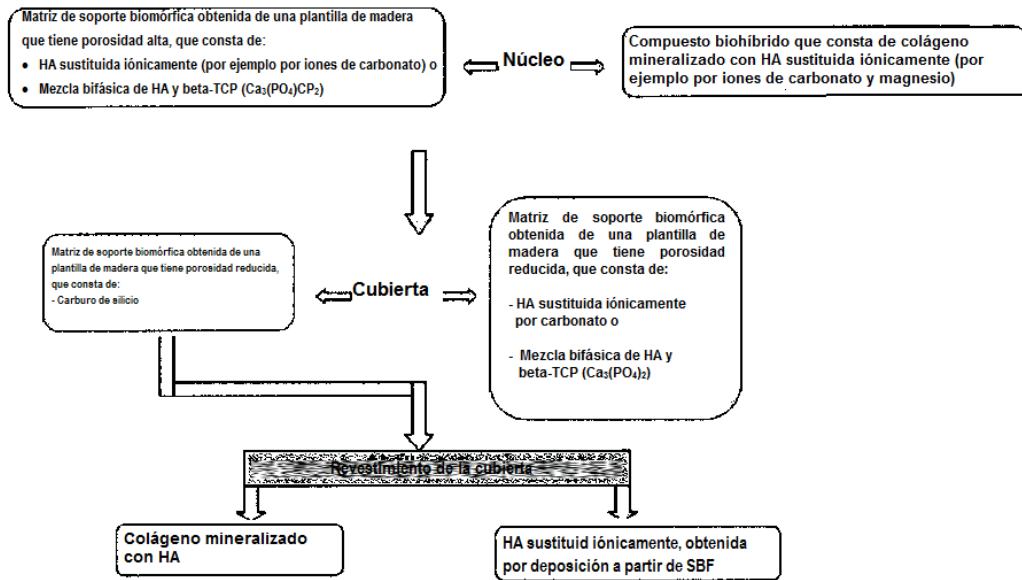 Matriz de soporte biomórfica obtenida de una plantilla de madera
que tiene porosidad alta, que consta de:
• HA sustituida iónicamente (por ejemplo por iones de carbonato) o
• Mezcla bifásica de HA y beta-TCP (Ca₃(PO₄)CP₂)
Núcleo
Compuesto biohíbrido que consta de colágeno
mineralizado con HA sustituida iónicamente (por
ejemplo por iones de carbonato y magnesio)
Matriz de soporte biomórfica obtenida de una
plantilla de madera que tiene porosidad reducida,
que consta de:
- Carburo de silicio
Cubierta
Matriz de soporte biomórfica
obtenida de una plantilla de
madera que tiene porosidad
reducida, que consta de:
- HA sustituida iónicamente
por carbonato o
- Mezcla bifásica de HA y
beta-TCP (Ca₃(PO₄)₂)
Revestimiento de la cubierta
Colágeno mineralizado
con HA
HA sustituid iónicamente, obtenida
por deposición a partir de SBF